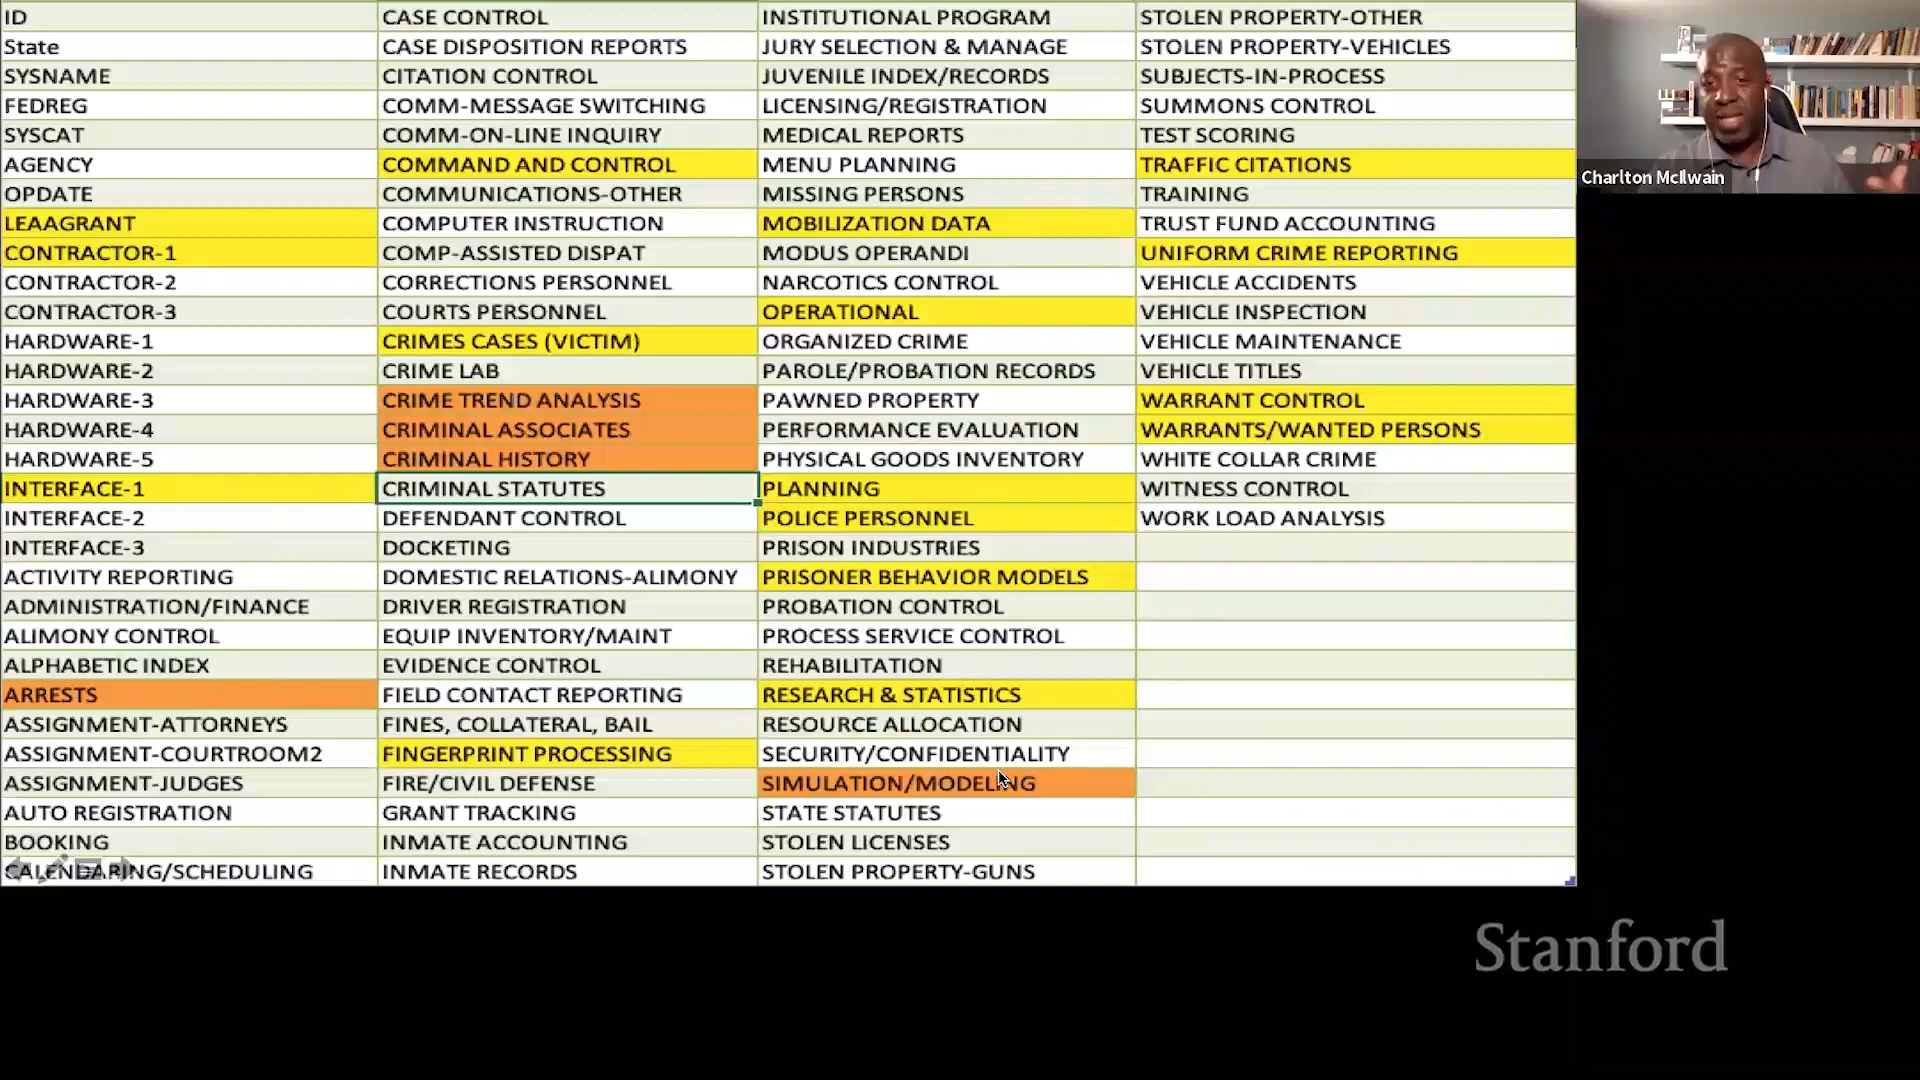 ID
State
SYSNAME
FEDREG
SYSCAT
AGENCY
OPDATE
LEAAGRANT
CONTRACTOR-1
CONTRACTOR-2
CONTRACTOR-3
HARDWARE-1
HARDWARE-2
HARDWARE-3
HARDWARE-4
HARDWARE-5
INTERFACE-1
INTERFACE-2
INTERFACE-3
ACTIVITY REPORTING
ADMINISTRATION/FINANCE
ALIMONY CONTROL
ALPHABETIC INDEX
ARRESTS
ASSIGNMENT-ATTORNEYS
ASSIGNMENT-COURTROOM2
ASSIGNMENT-JUDGES
AUTO REGISTRATION
BOOKING
CALENDARING/SCHEDULING
CASE CONTROL
CASE DISPOSITION REPORTS
CITATION CONTROL
COMM-MESSAGE SWITCHING
COMM-ON-LINE INQUIRY
COMMAND AND CONTROL
COMMUNICATIONS-OTHER
COMPUTER INSTRUCTION
COMP-ASSISTED DISPAT
CORRECTIONS PERSONNEL
COURTS PERSONNEL
CRIMES CASES (VICTIM)
CRIME LAB
CRIME TREND ANALYSIS
CRIMINAL ASSOCIATES
CRIMINAL HISTORY
CRIMINAL STATUTES
DEFENDANT CONTROL
DOCKETING
DOMESTIC RELATIONS-ALIMONY
DRIVER REGISTRATION
EQUIP INVENTORY/MAINT
EVIDENCE CONTROL
FIELD CONTACT REPORTING
FINES, COLLATERAL, BAIL
FINGERPRINT PROCESSING
FIRE/CIVIL DEFENSE
GRANT TRACKING
INMATE ACCOUNTING
INMATE RECORDS
INSTITUTIONAL PROGRAM
JURY SELECTION & MANAGE
JUVENILE INDEX/RECORDS
LICENSING/REGISTRATION
MEDICAL REPORTS
MENU PLANNING
MISSING PERSONS
MOBILIZATION DATA
MODUS OPERANDI
NARCOTICS CONTROL
OPERATIONAL
ORGANIZED CRIME
PAROLE/PROBATION RECORDS
PAWNED PROPERTY
PERFORMANCE EVALUATION
PHYSICAL GOODS INVENTORY
PLANNING
POLICE PERSONNEL
PRISON INDUSTRIES
PRISONER BEHAVIOR MODELS
PROBATION CONTROL
PROCESS SERVICE CONTROL
REHABILITATION
RESEARCH & STATISTICS
RESOURCE ALLOCATION
SECURITY/CONFIDENTIALITY
SIMULATION/MODELING
STATE STATUTES
STOLEN LICENSES
STOLEN PROPERTY-GUNS
STOLEN PROPERTY-OTHER
STOLEN PROPERTY-VEHICLES
SUBJECTS-IN-PROCESS
SUMMONS CONTROL
TEST SCORING
TRAFFIC CITATIONS
TRAINING
TRUST FUND ACCOUNTING
UNIFORM CRIME REPORTING
VEHICLE ACCIDENTS
VEHICLE INSPECTION
VEHICLE MAINTENANCE
VEHICLE TITLES
WARRANT CONTROL
WARRANTS/WANTED PERSONS
WHITE COLLAR CRIME
WITNESS CONTROL
WORK LOAD ANALYSIS
Charlton McIlwain
Stanford